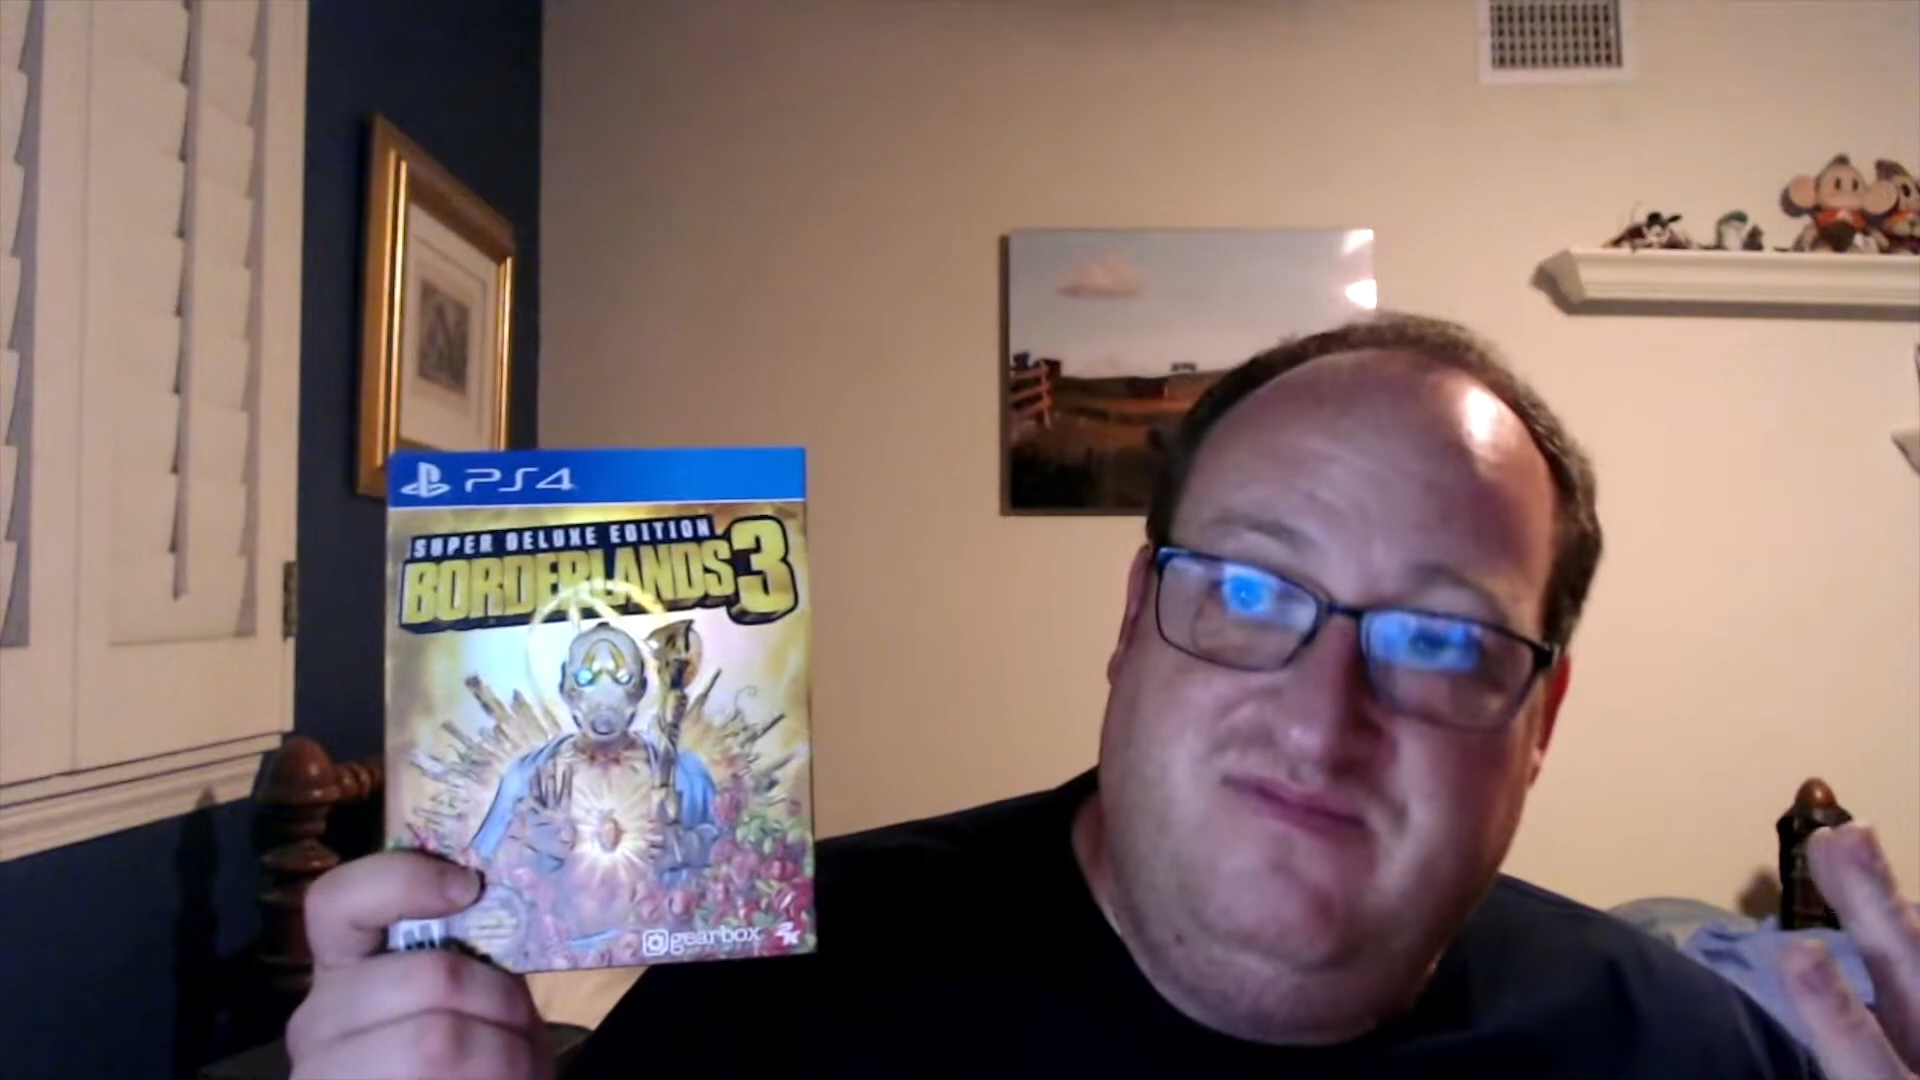 PS4
SUPER DELUXE EDITION
BORDERLANDS 3
gearbox
2K